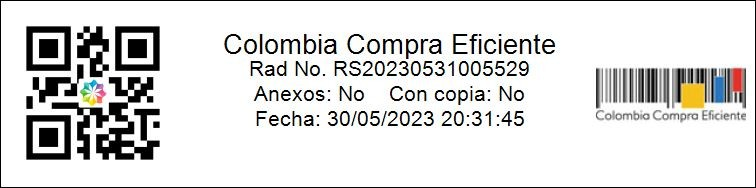 Colombia Compra Eficiente
Rad No. RS20230531005529
Anexos: No    Con copia: No
Fecha: 30/05/2023 20:31:45
Colombia Compra Eficiente